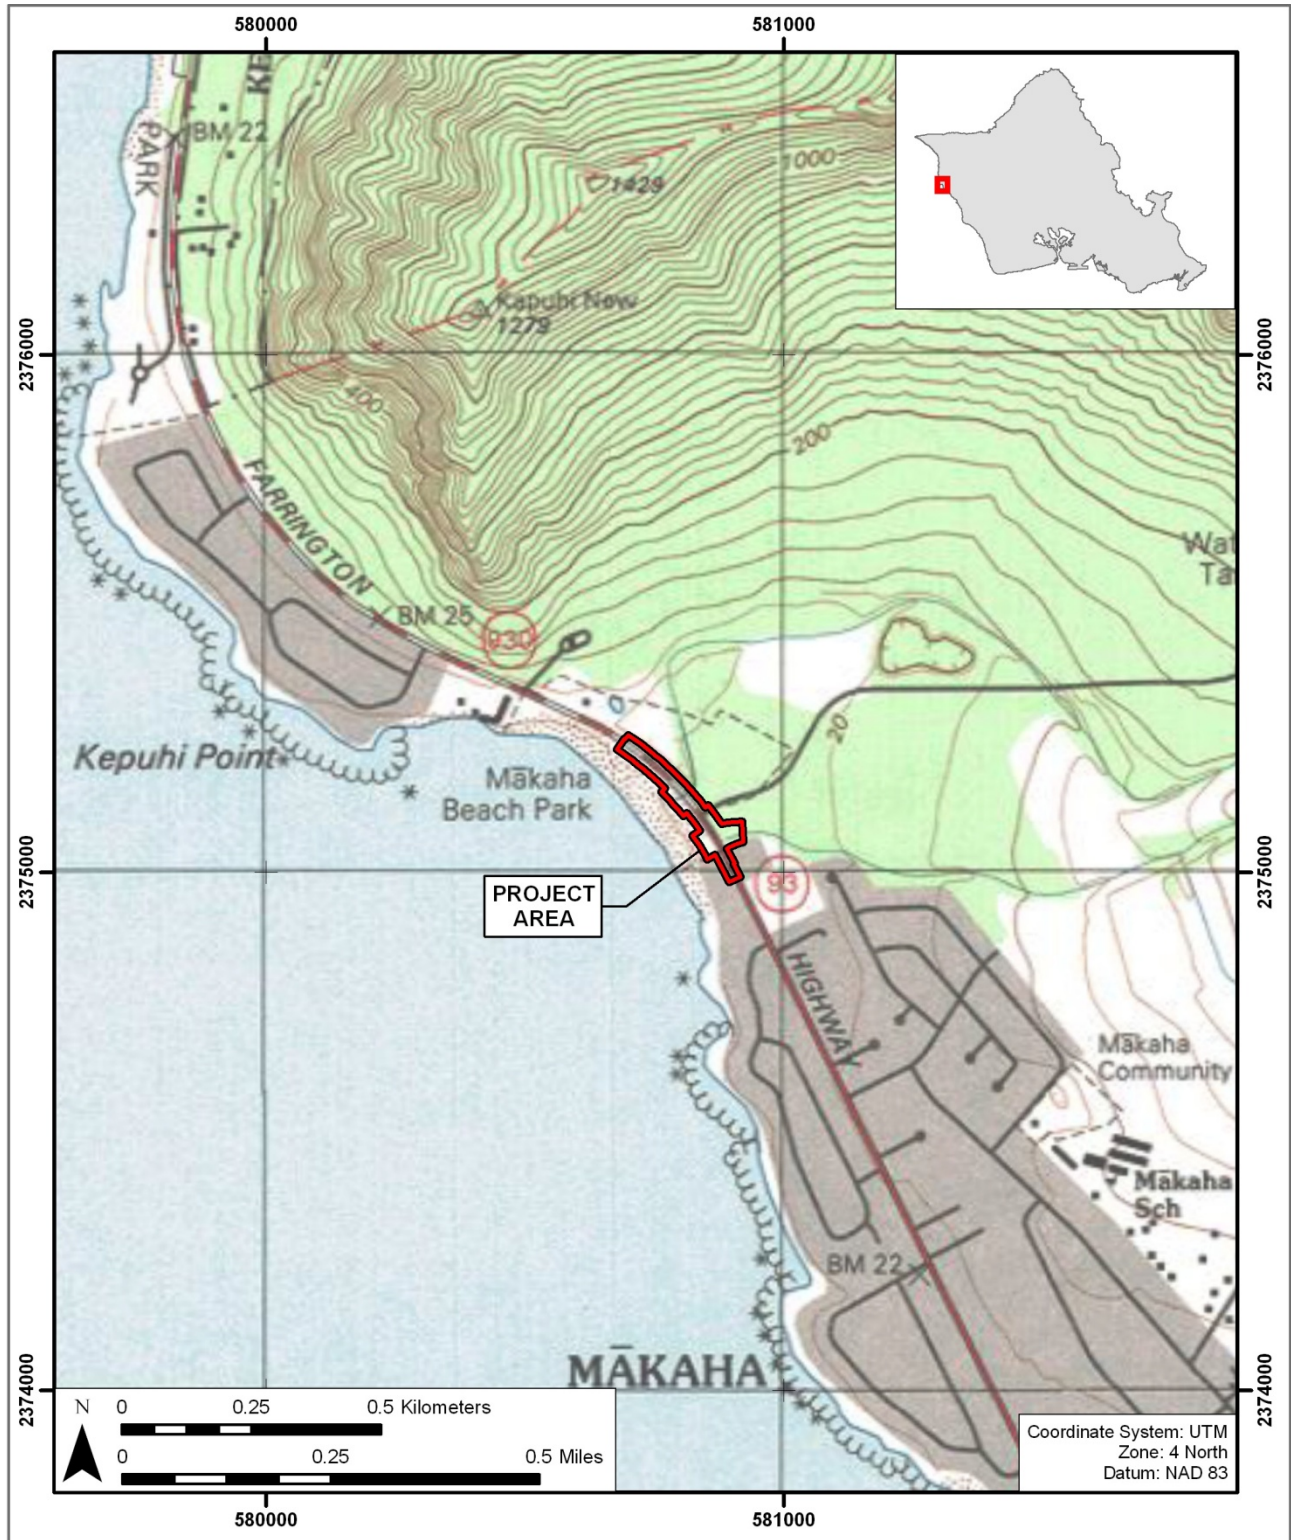 580000
581000
KE
PARK
BM 22
1000
1429
Kapuhi New
1279
2376000
2376000
400
200
FARRINGTON
Wat
Ta
BM 25
930
Kepuhi Point
20
Mākaha
Beach Park
2375000
2375000
PROJECT
AREA
93
HIGHWAY
Mākaha
Community
Mākaha
Sch
BM 22
MĀKAHA
2374000
2374000
N
0
0.25
0.5 Kilometers
0
0.25
0.5 Miles
Coordinate System: UTM
Zone: 4 North
Datum: NAD 83
580000
581000